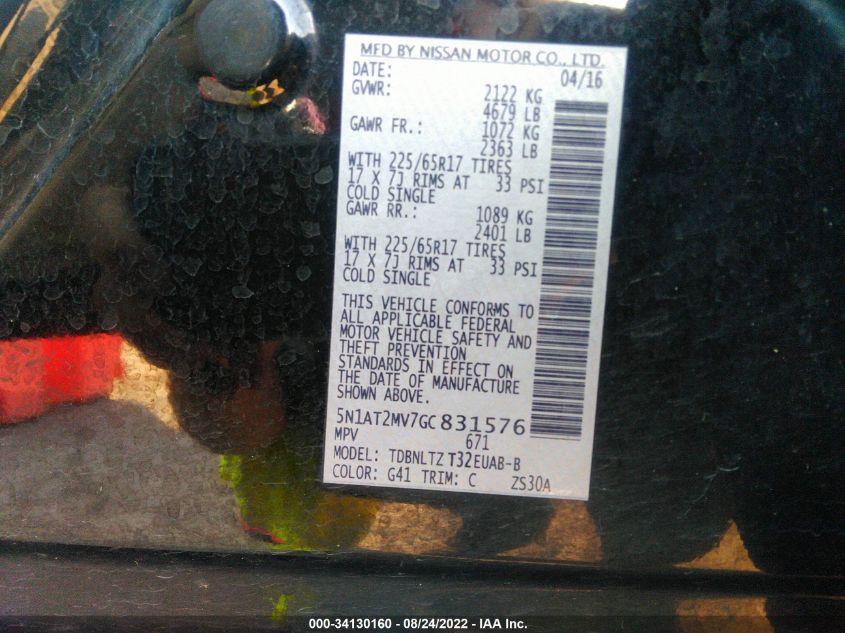 MFD BY NISSAN MOTOR CO., LTD.
DATE: 04/16
GVWR: 2122 KG
4679 LB
GAWR FR.: 1072 KG
2363 LB
WITH 225/65R17 TIRES
17 X 7J RIMS AT 33 PSI
COLD SINGLE
GAWR RR.: 1089 KG
2401 LB
WITH 225/65R17 TIRES
17 X 7J RIMS AT 33 PSI
COLD SINGLE
THIS VEHICLE CONFORMS TO
ALL APPLICABLE FEDERAL
MOTOR VEHICLE SAFETY AND
THEFT PREVENTION
STANDARDS IN EFFECT ON
THE DATE OF MANUFACTURE
SHOWN ABOVE.
5N1AT2MV7GC831576
MPV 671
MODEL: TDBNLTZ T32EUAB-B
COLOR: G41 TRIM: C ZS30A
000-34130160 - 08/24/2022 - IAA Inc.